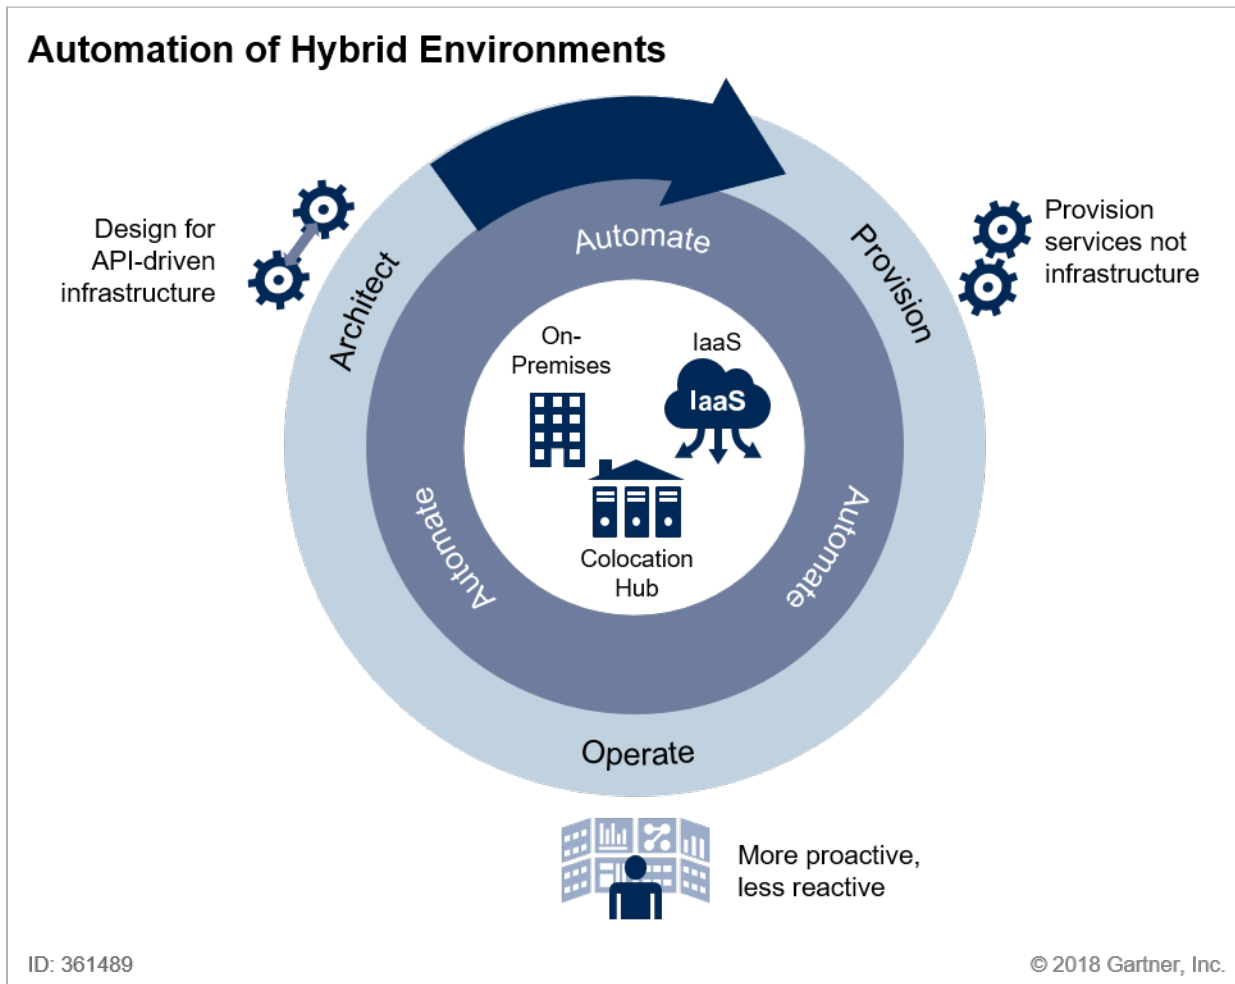 Automation of Hybrid Environments
Design for
API-driven
infrastructure
Architect
Automate
Provision
Provision
services not
infrastructure
On-
Premises
IaaS
IaaS
Colocation
Hub
Automate
Automate
Operate
More proactive,
less reactive
ID: 361489
© 2018 Gartner, Inc.